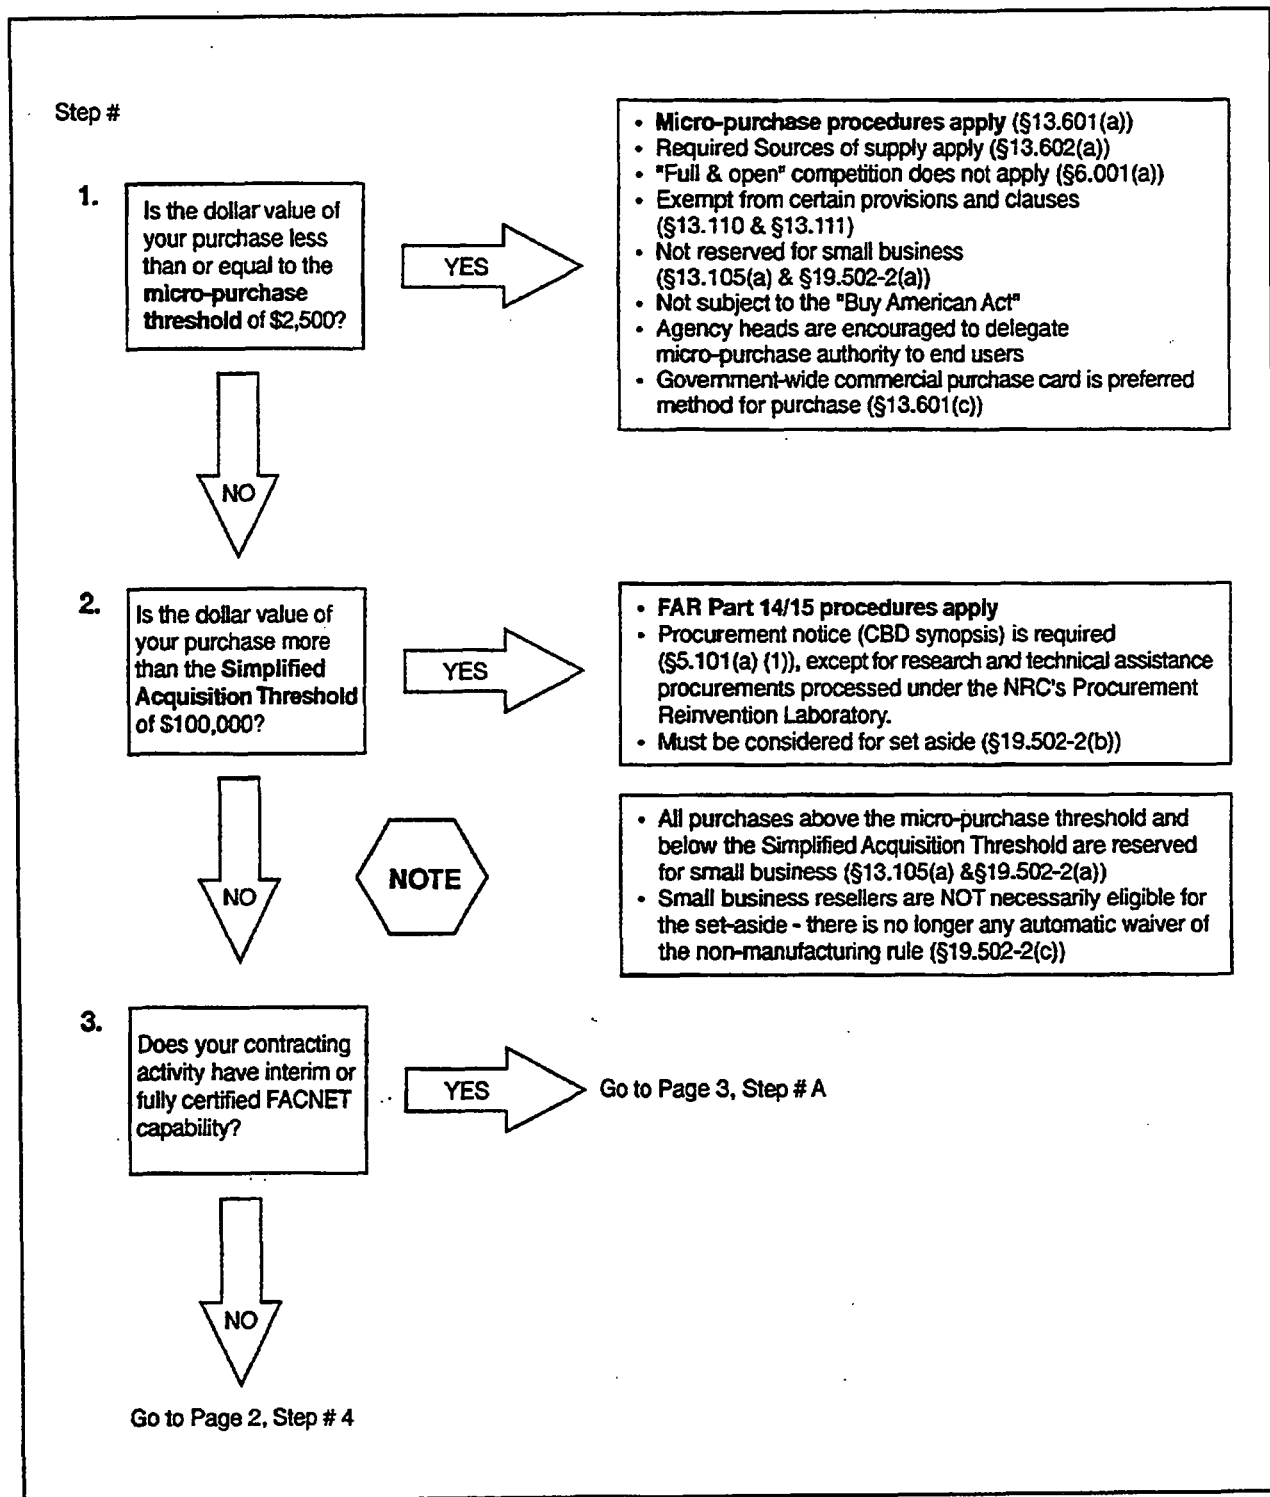 Step #
1.
Is the dollar value of
your purchase less
than or equal to the
micro-purchase
threshold of $2,500?
YES
• Micro-purchase procedures apply (§13.601(a))
• Required Sources of supply apply (§13.602(a))
• "Full & open" competition does not apply (§6.001(a))
• Exempt from certain provisions and clauses
(§13.110 & §13.111)
• Not reserved for small business
(§13.105(a) & §19.502-2(a))
• Not subject to the "Buy American Act"
• Agency heads are encouraged to delegate
micro-purchase authority to end users
• Government-wide commercial purchase card is preferred
method for purchase (§13.601(c))
NO
2.
Is the dollar value of
your purchase more
than the Simplified
Acquisition Threshold
of $100,000?
YES
• FAR Part 14/15 procedures apply
• Procurement notice (CBD synopsis) is required
(§5.101(a) (1)), except for research and technical assistance
procurements processed under the NRC's Procurement
Reinvention Laboratory.
• Must be considered for set aside (§19.502-2(b))
NO
NOTE
• All purchases above the micro-purchase threshold and
below the Simplified Acquisition Threshold are reserved
for small business (§13.105(a) &§19.502-2(a))
• Small business resellers are NOT necessarily eligible for
the set-aside - there is no longer any automatic waiver of
the non-manufacturing rule (§19.502-2(c))
3.
Does your contracting
activity have interim or
fully certified FACNET
capability?
YES
Go to Page 3, Step # A
NO
Go to Page 2, Step # 4